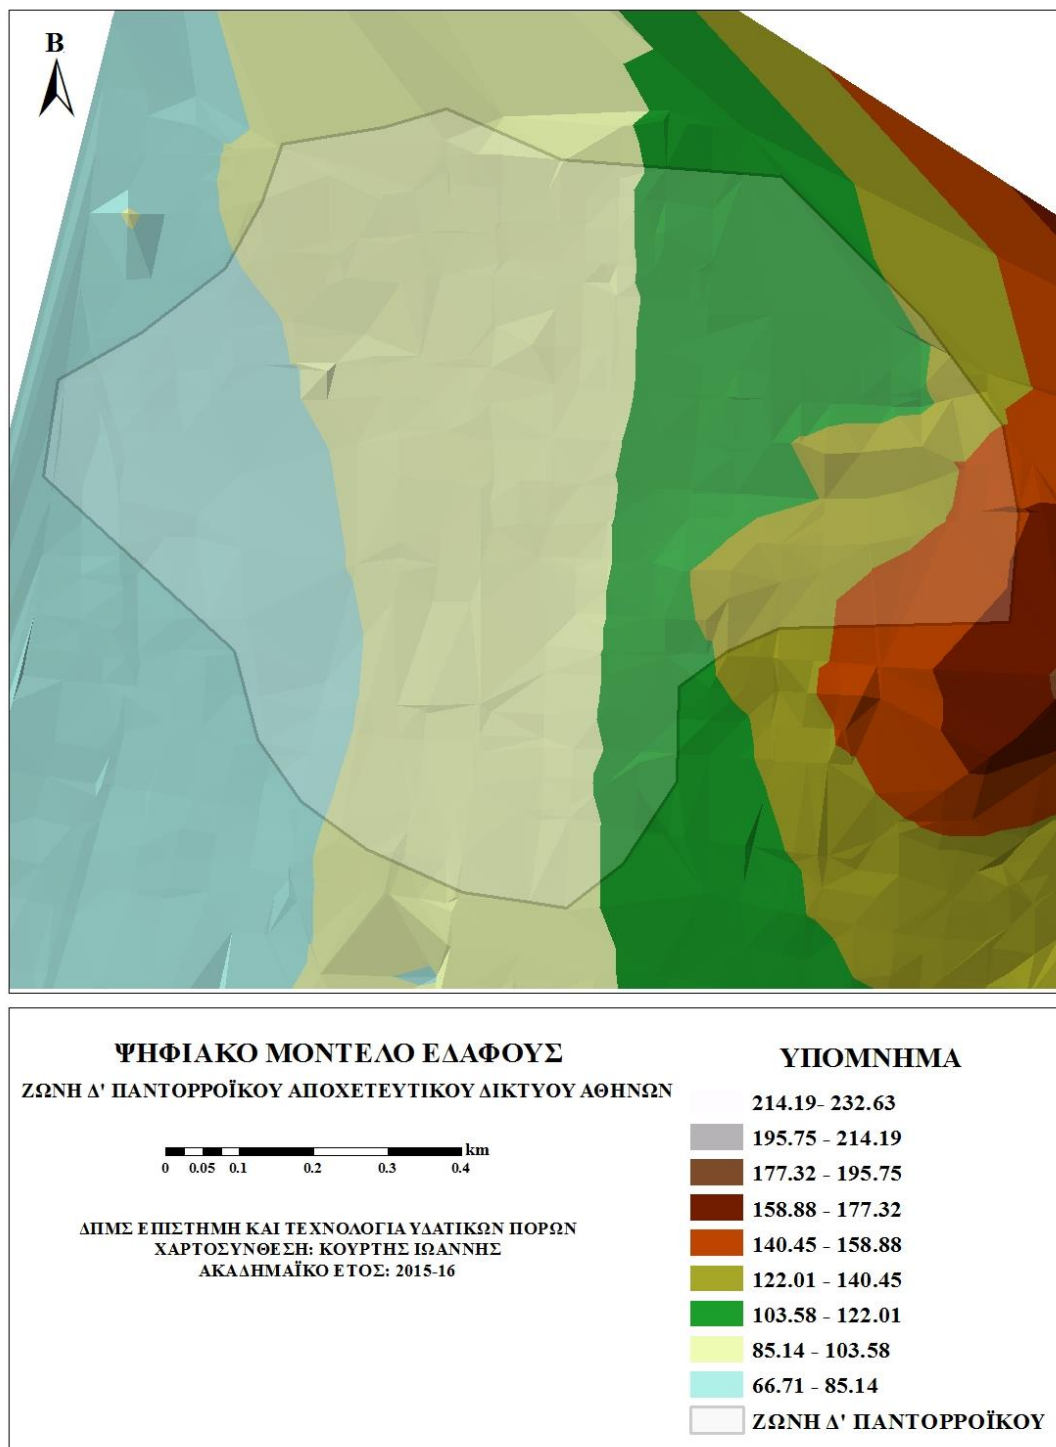 Β
ΨΗΦΙΑΚΟ ΜΟΝΤΕΛΟ ΕΔΑΦΟΥΣ
ΖΩΝΗ Δ' ΠΑΝΤΟΡΡΟΪΚΟΥ ΑΠΟΧΕΤΕΥΤΙΚΟΥ ΔΙΚΤΥΟΥ ΑΘΗΝΩΝ
km
0 0.05 0.1 0.2 0.3 0.4
ΔΠΜΣ ΕΠΙΣΤΗΜΗ ΚΑΙ ΤΕΧΝΟΛΟΓΙΑ ΥΔΑΤΙΚΩΝ ΠΟΡΩΝ
ΧΑΡΤΟΣΥΝΘΕΣΗ: ΚΟΥΡΤΗΣ ΙΩΑΝΝΗΣ
ΑΚΑΔΗΜΑΪΚΟ ΕΤΟΣ: 2015-16
ΥΠΟΜΝΗΜΑ
214.19- 232.63
195.75 - 214.19
177.32 - 195.75
158.88 - 177.32
140.45 - 158.88
122.01 - 140.45
103.58 - 122.01
85.14 - 103.58
66.71 - 85.14
ΖΩΝΗ Δ' ΠΑΝΤΟΡΡΟΪΚΟΥ